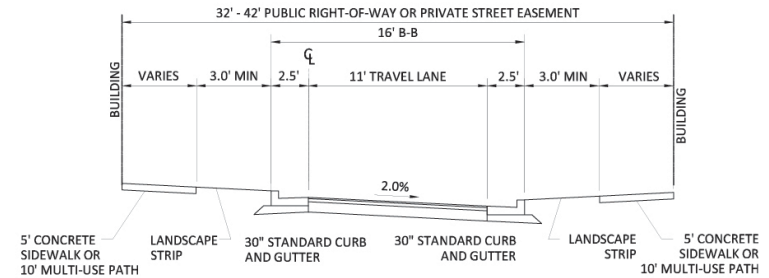 32' - 42' PUBLIC RIGHT-OF-WAY OR PRIVATE STREET EASEMENT
16' B-B
℄
BUILDING
VARIES
3.0' MIN
2.5'
11' TRAVEL LANE
2.5'
3.0' MIN
VARIES
BUILDING
2.0%
5' CONCRETE
SIDEWALK OR
10' MULTI-USE PATH
LANDSCAPE
STRIP
30" STANDARD CURB
AND GUTTER
30" STANDARD CURB
AND GUTTER
LANDSCAPE
STRIP
5' CONCRETE
SIDEWALK OR
10' MULTI-USE PATH